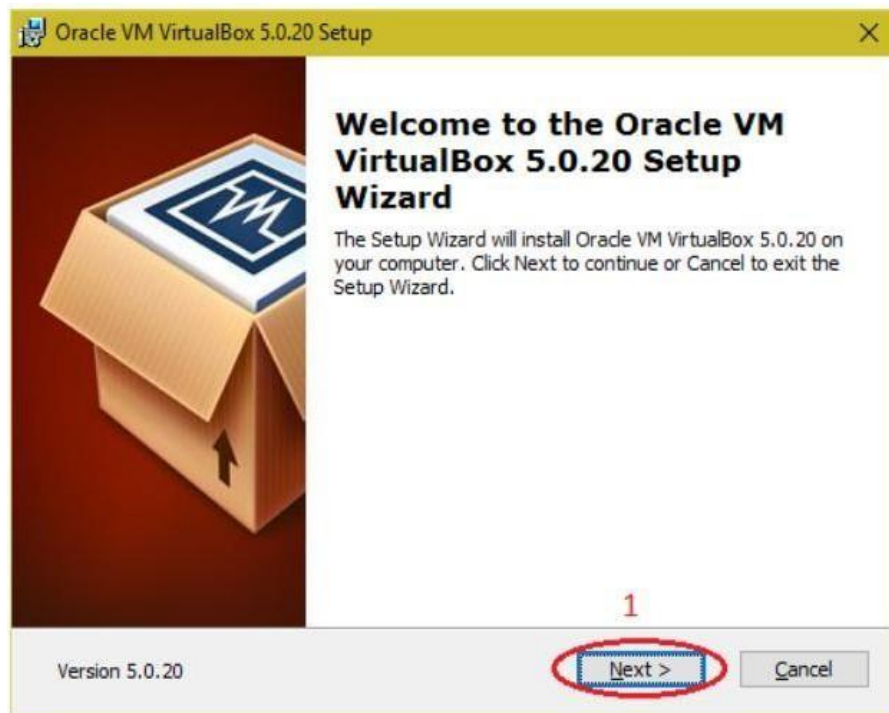 Oracle VM VirtualBox 5.0.20 Setup
Welcome to the Oracle VM
VirtualBox 5.0.20 Setup
Wizard
The Setup Wizard will install Oracle VM VirtualBox 5.0.20 on
your computer. Click Next to continue or Cancel to exit the
Setup Wizard.
1
Version 5.0.20
Next >
Cancel